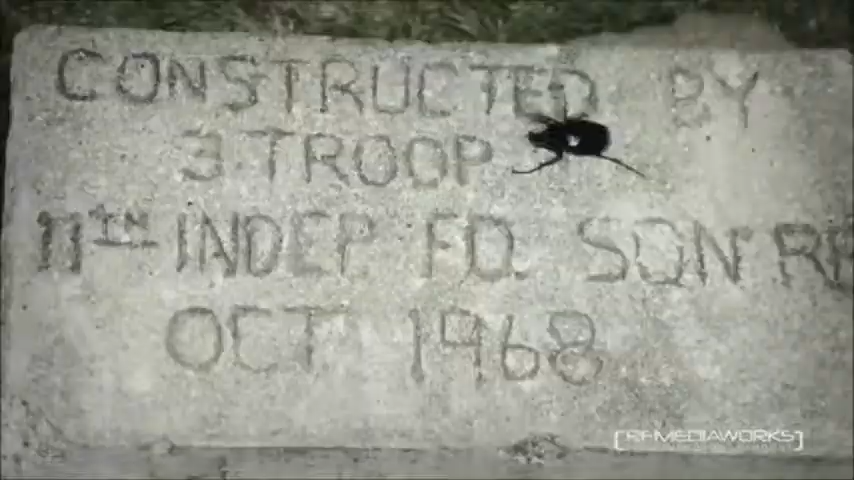 CONSTRUCTED BY
3 TROOP
11TH INDEP FD. SQN RE
OCT 1968
[RFMEDIAWORKS]